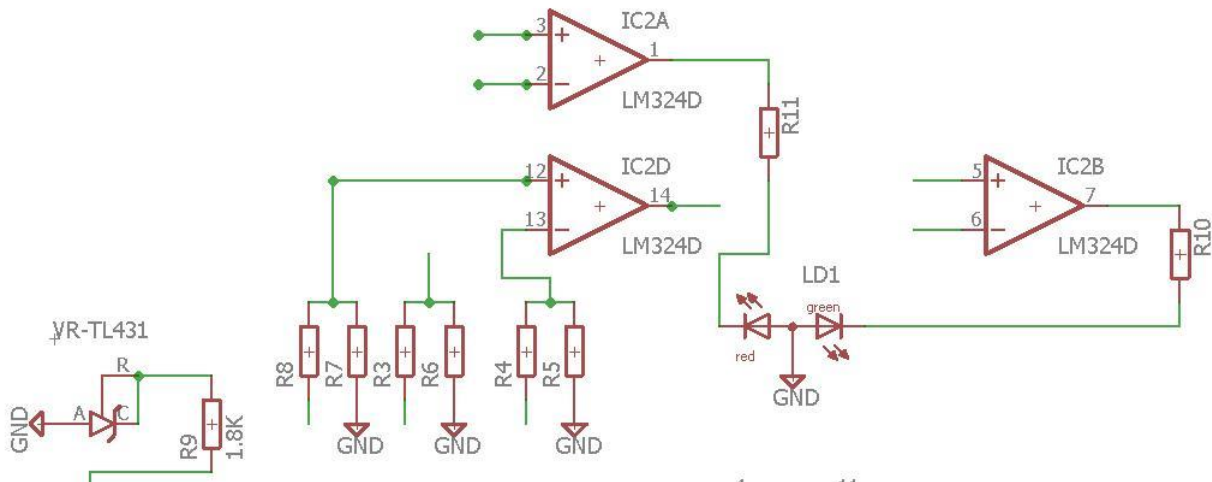 IC2A
3
1
2
LM324D
R11
IC2D
12
14
13
LM324D
IC2B
5
7
6
LM324D
R10
LD1
green
red
GND
VR-TL431
R
A
C
GND
R9
1.8K
R8
R7
R3
R6
R4
R5
GND
GND
GND